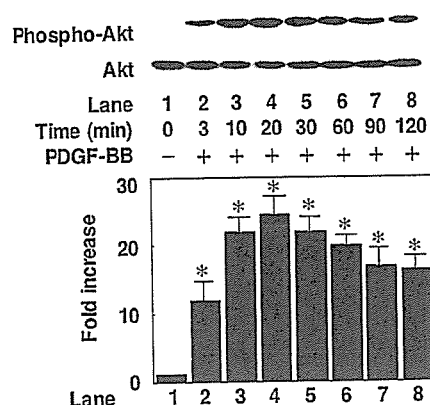 Phospho-Akt
Akt
Lane 1 2 3 4 5 6 7 8
Time (min) 0 3 10 20 30 60 90 120
PDGF-BB − + + + + + + +
30
20
10
0
Fold increase
* * * * * * *
Lane 1 2 3 4 5 6 7 8